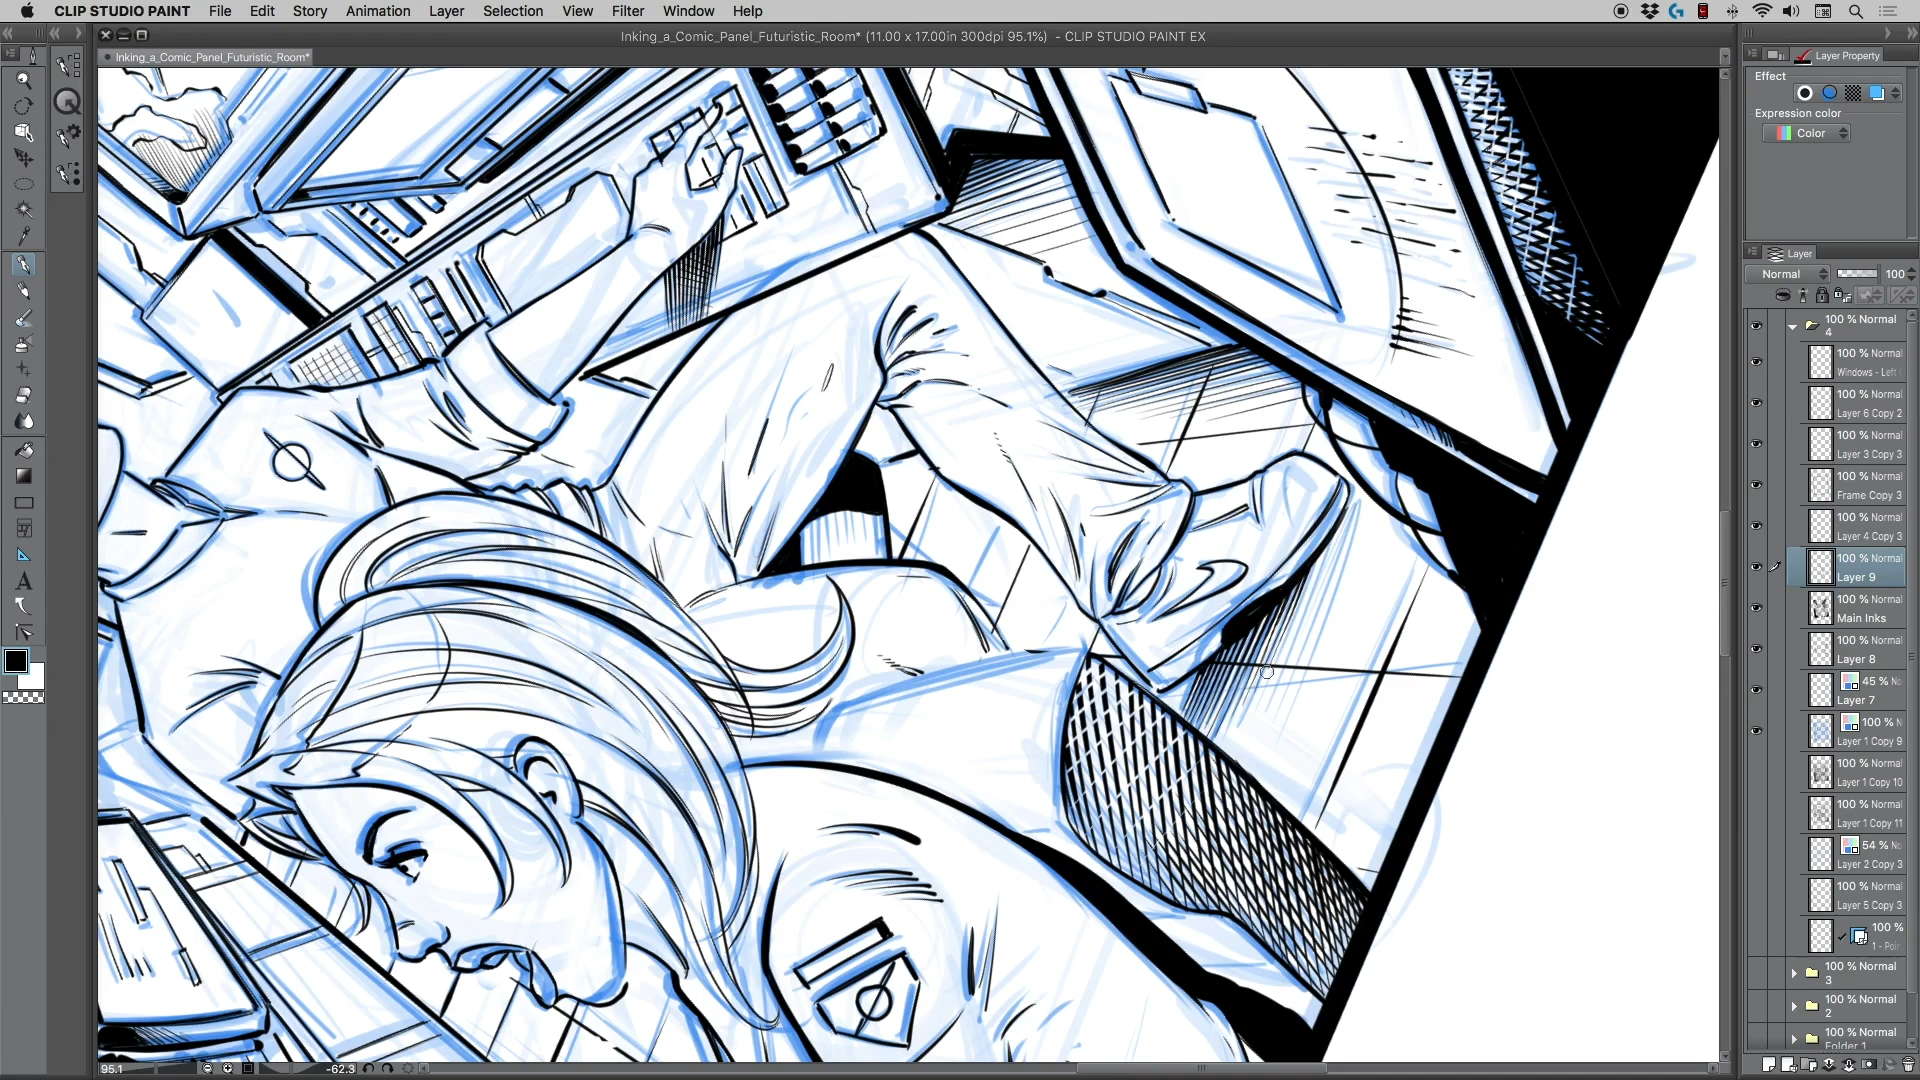 CLIP STUDIO PAINT File Edit Story Animation Layer Selection View Filter Window Help
Inking_a_Comic_Panel_Futuristic_Room* (11.00 x 17.00in 300dpi 95.1%) - CLIP STUDIO PAINT EX
Inking_a_Comic_Panel_Futuristic_Room*
Layer Property
Effect
Expression color
Color
Layer
Normal 100
100 % Normal
4
100 % Normal
Windows - Left
100 % Normal
Layer 6 Copy 2
100 % Normal
Layer 3 Copy 3
100 % Normal
Frame Copy 3
100 % Normal
Layer 4 Copy 3
100 % Normal
Layer 9
100 % Normal
Main Inks
100 % Normal
Layer 8
45 % No
Layer 7
100 % N
Layer 1 Copy 9
100 % Normal
Layer 1 Copy 10
100 % Normal
Layer 1 Copy 11
54 % No
Layer 2 Copy 3
100 % Normal
Layer 5 Copy 3
100 %
1 - Poin
100 % Normal
3
100 % Normal
2
100 % Normal
Folder 1
95.1 -62.3